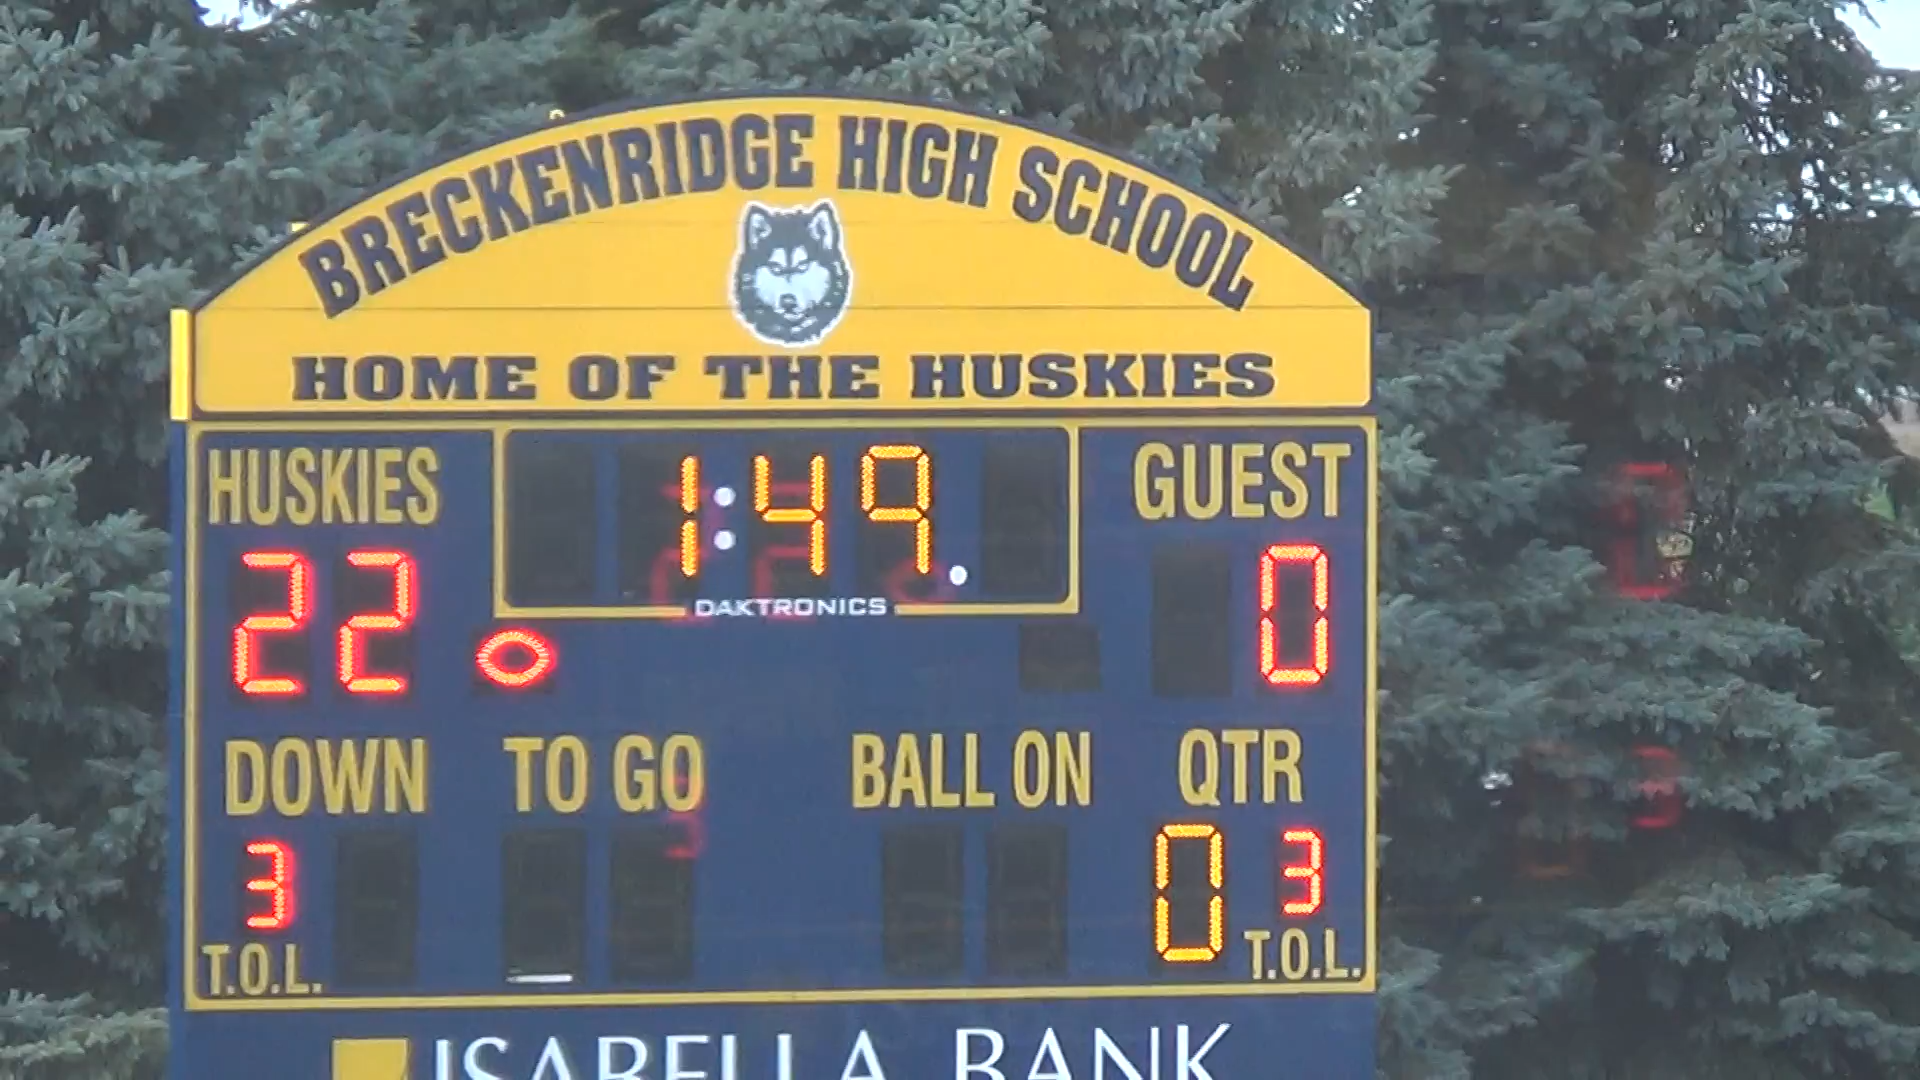 BRECKENRIDGE HIGH SCHOOL
HOME OF THE HUSKIES
HUSKIES 1:49 GUEST
DAKTRONICS
22 0
DOWN TO GO BALL ON QTR
3 0 3
T.O.L. T.O.L.
ISABELLA BANK